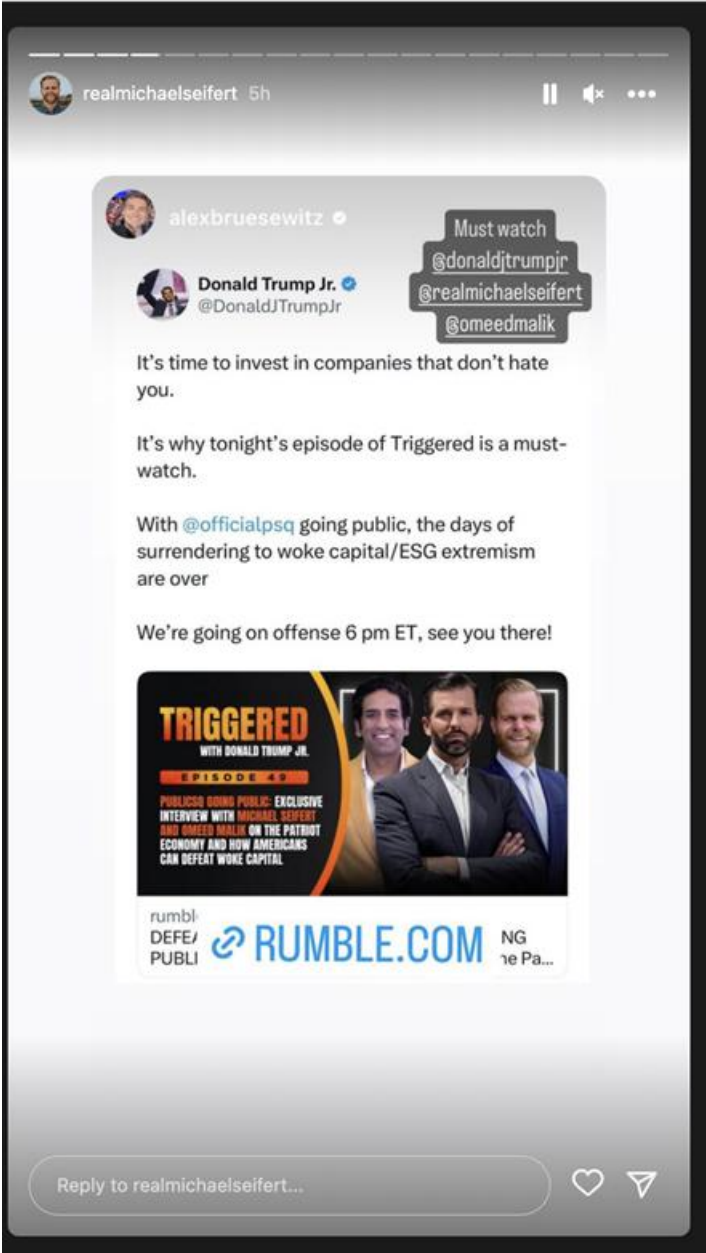 realmichaelseifert 5h
alexbruesewitz
Must watch
@donaldjtrumpjr
@realmichaelseifert
@omeedmalik
Donald Trump Jr.
@DonaldJTrumpJr
It's time to invest in companies that don't hate
you.
It's why tonight's episode of Triggered is a must-
watch.
With @officialpsq going public, the days of
surrendering to woke capital/ESG extremism
are over
We're going on offense 6 pm ET, see you there!
TRIGGERED
WITH DONALD TRUMP JR.
EPISODE 49
PUBLICSQ GOING PUBLIC: EXCLUSIVE
INTERVIEW WITH MICHAEL SEIFERT
AND OMEED MALIK ON THE PATRIOT
ECONOMY AND HOW AMERICANS
CAN DEFEAT WOKE CAPITAL
RUMBLE.COM
Reply to realmichaelseifert...